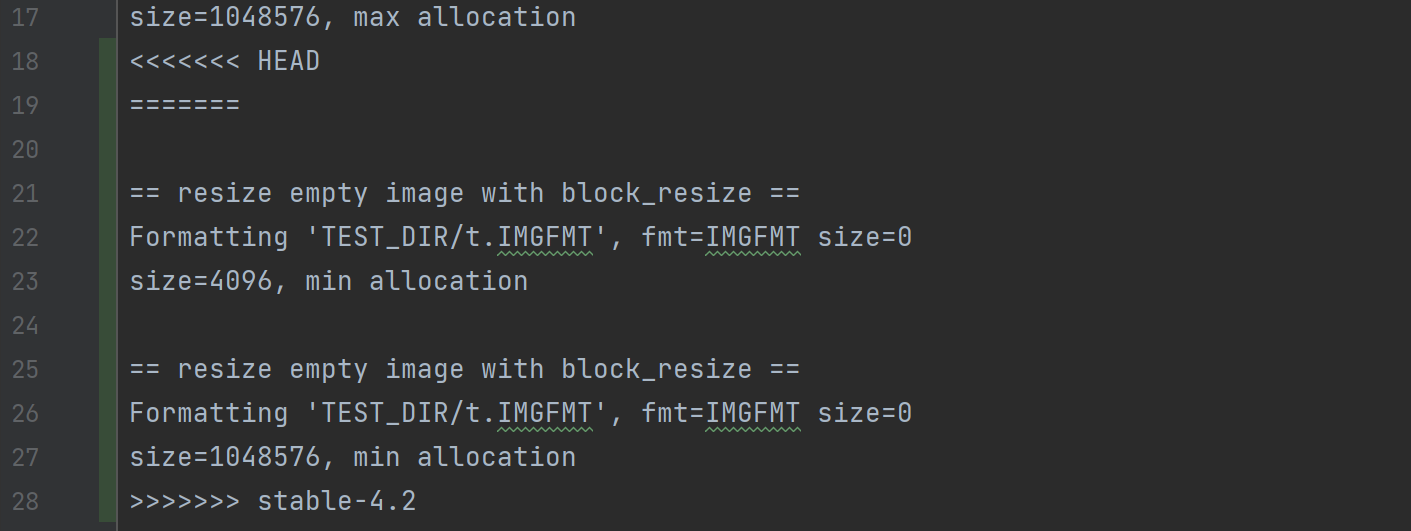 17 size=1048576, max allocation
18 <<<<<<< HEAD
19 =======
20
21 == resize empty image with block_resize ==
22 Formatting 'TEST_DIR/t.IMGFMT', fmt=IMGFMT size=0
23 size=4096, min allocation
24
25 == resize empty image with block_resize ==
26 Formatting 'TEST_DIR/t.IMGFMT', fmt=IMGFMT size=0
27 size=1048576, min allocation
28 >>>>>>> stable-4.2